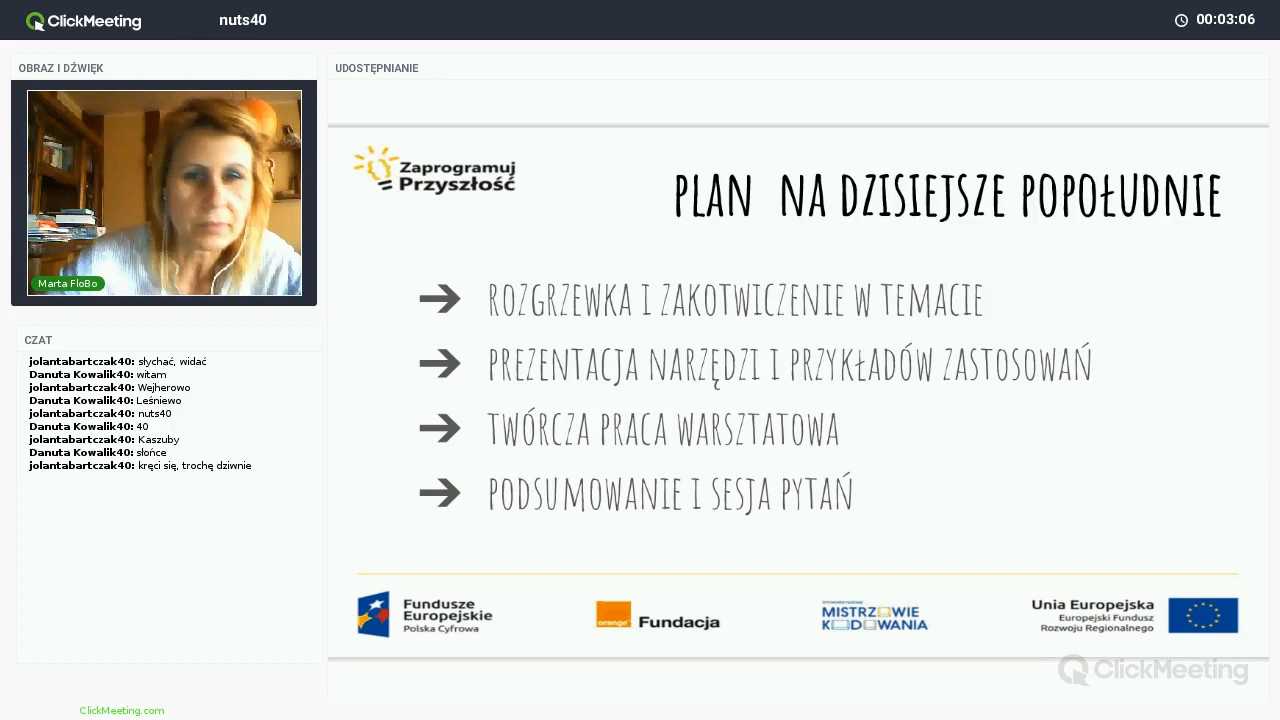 ClickMeeting
nuts40
00:03:06
OBRAZ I DŹWIĘK
Marta FloBo
CZAT
jolantabartczak40: słychać, widać
Danuta Kowalik40: witam
jolantabartczak40: Wejherowo
Danuta Kowalik40: Leśniewo
jolantabartczak40: nuts40
Danuta Kowalik40: 40
jolantabartczak40: Kaszuby
Danuta Kowalik40: słońce
jolantabartczak40: kręci się, trochę dziwnie
UDOSTĘPNIANIE
Zaprogramuj
Przyszłość
PLAN NA DZISIEJSZE POPOŁUDNIE
➔ ROZGRZEWKA I ZAKOTWICZENIE W TEMACIE
➔ PREZENTACJA NARZĘDZI I PRZYKŁADÓW ZASTOSOWAŃ
➔ TWÓRCZA PRACA WARSZTATOWA
➔ PODSUMOWANIE I SESJA PYTAŃ
Fundusze
Europejskie
Polska Cyfrowa
orange
Fundacja
STOWARZYSZENIE
MISTRZOWIE
KODOWANIA
Unia Europejska
Europejski Fundusz
Rozwoju Regionalnego
ClickMeeting
ClickMeeting.com